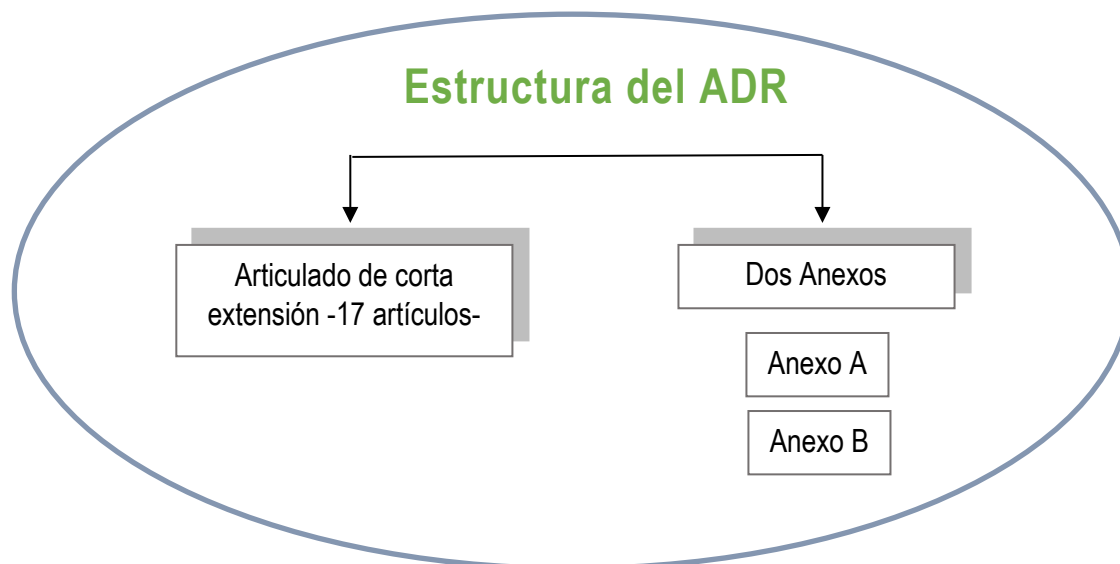 Estructura del ADR
Articulado de corta
extensión -17 artículos-
Dos Anexos
Anexo A
Anexo B